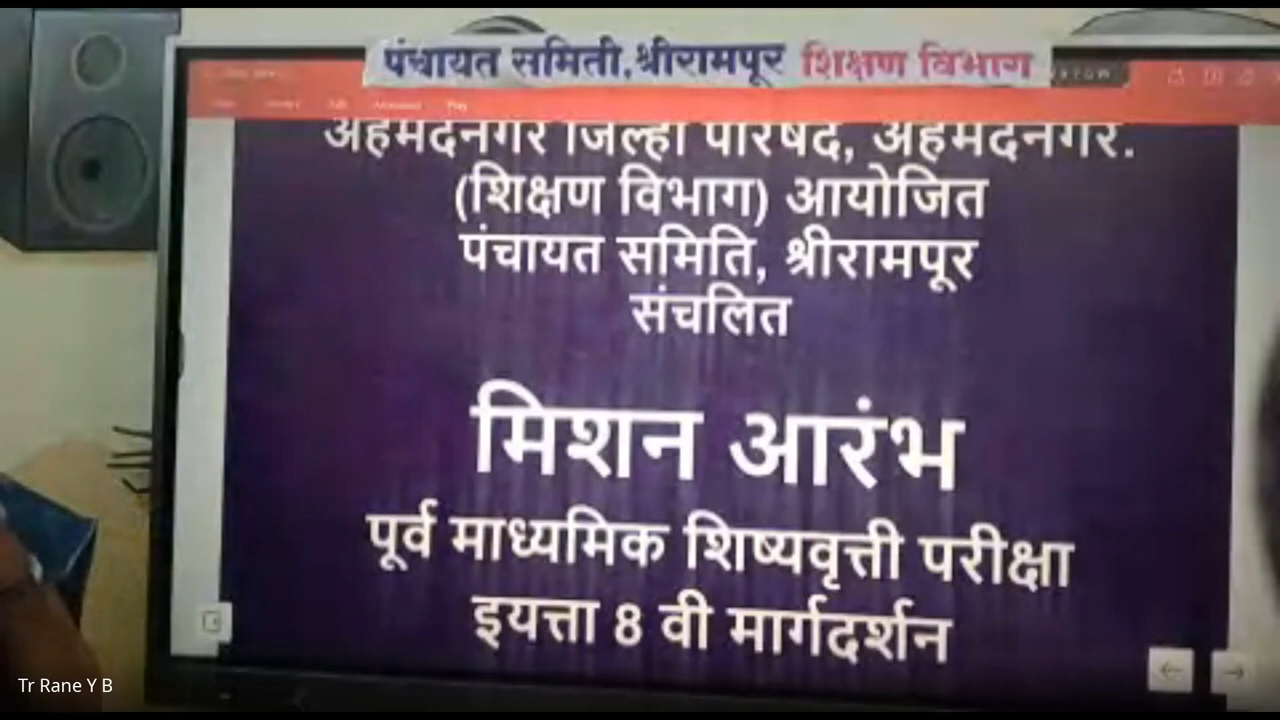 पंचायत समिती,श्रीरामपूर शिक्षण विभाग
अहमदनगर जिल्हा परिषद, अहमदनगर.
(शिक्षण विभाग) आयोजित
पंचायत समिति, श्रीरामपूर
संचलित
मिशन आरंभ
पूर्व माध्यमिक शिष्यवृत्ती परीक्षा
इयत्ता 8 वी मार्गदर्शन
Tr Rane Y B